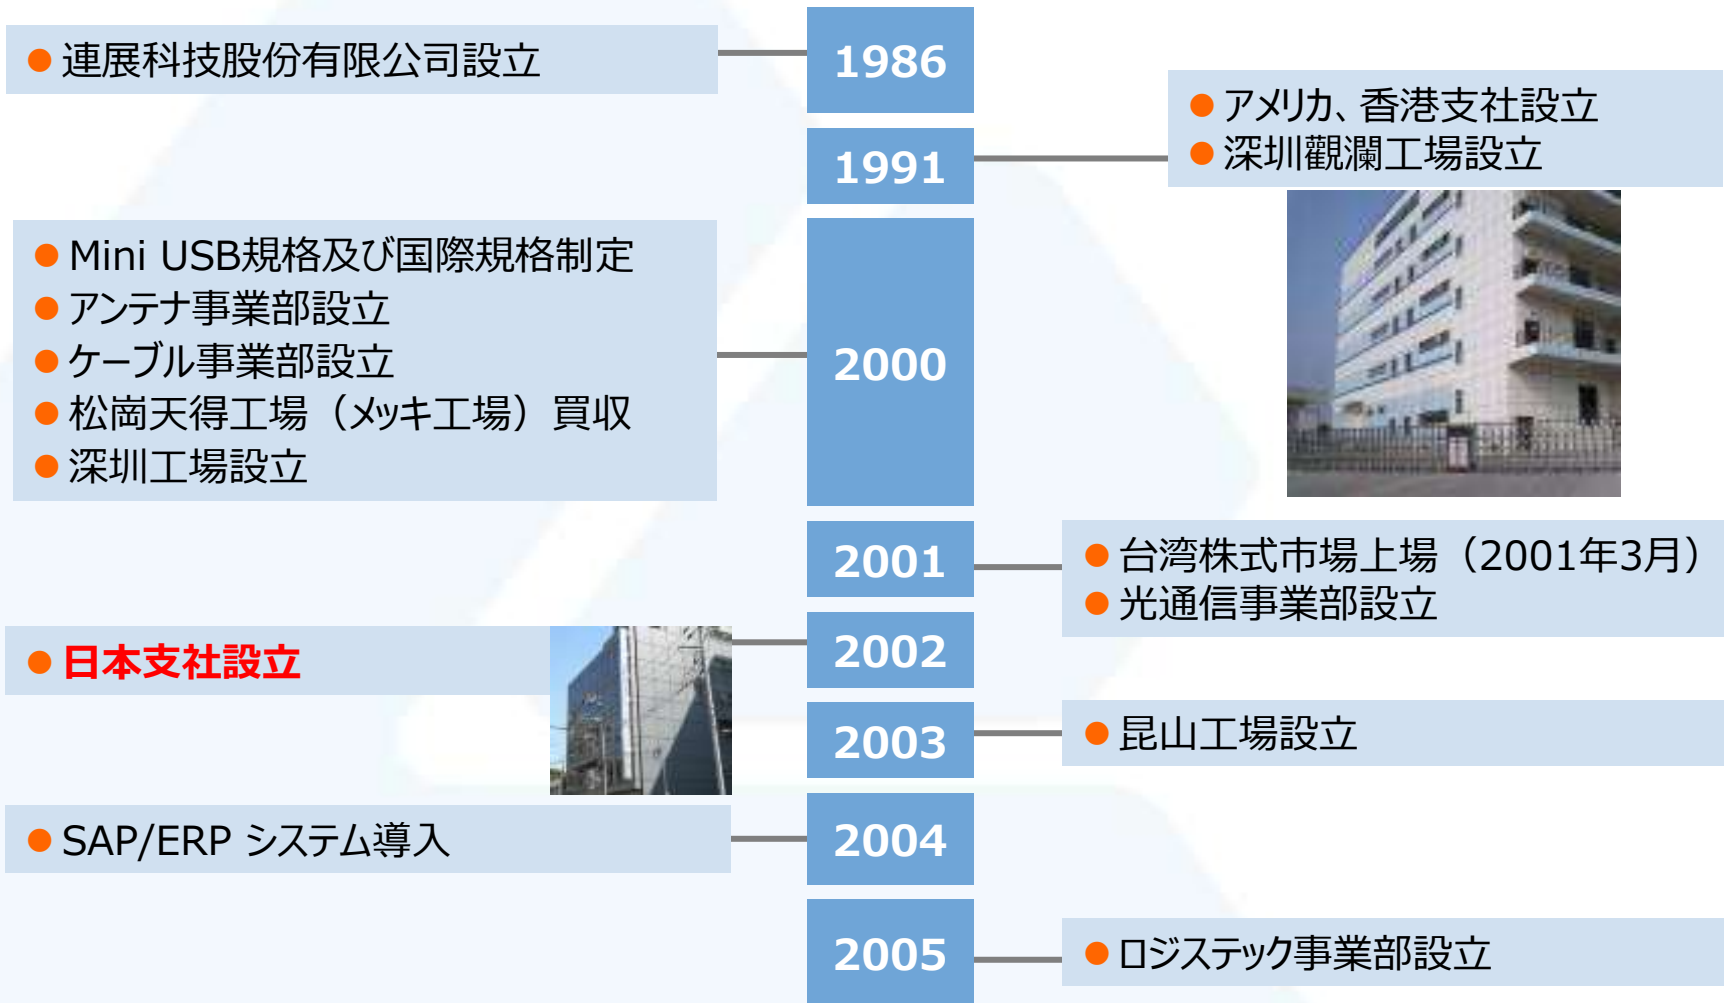 1986
連展科技股份有限公司設立
1991
アメリカ、香港支社設立
深圳觀瀾工場設立
2000
Mini USB規格及び国際規格制定
アンテナ事業部設立
ケーブル事業部設立
松崗天得工場（メッキ工場）買収
深圳工場設立
2001
台湾株式市場上場（2001年3月）
光通信事業部設立
2002
日本支社設立
2003
昆山工場設立
2004
SAP/ERP システム導入
2005
ロジステック事業部設立